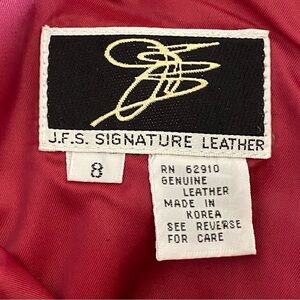 J.F.S. SIGNATURE LEATHER
8
RN 62910
GENUINE
LEATHER
MADE IN
KOREA
SEE REVERSE
FOR CARE